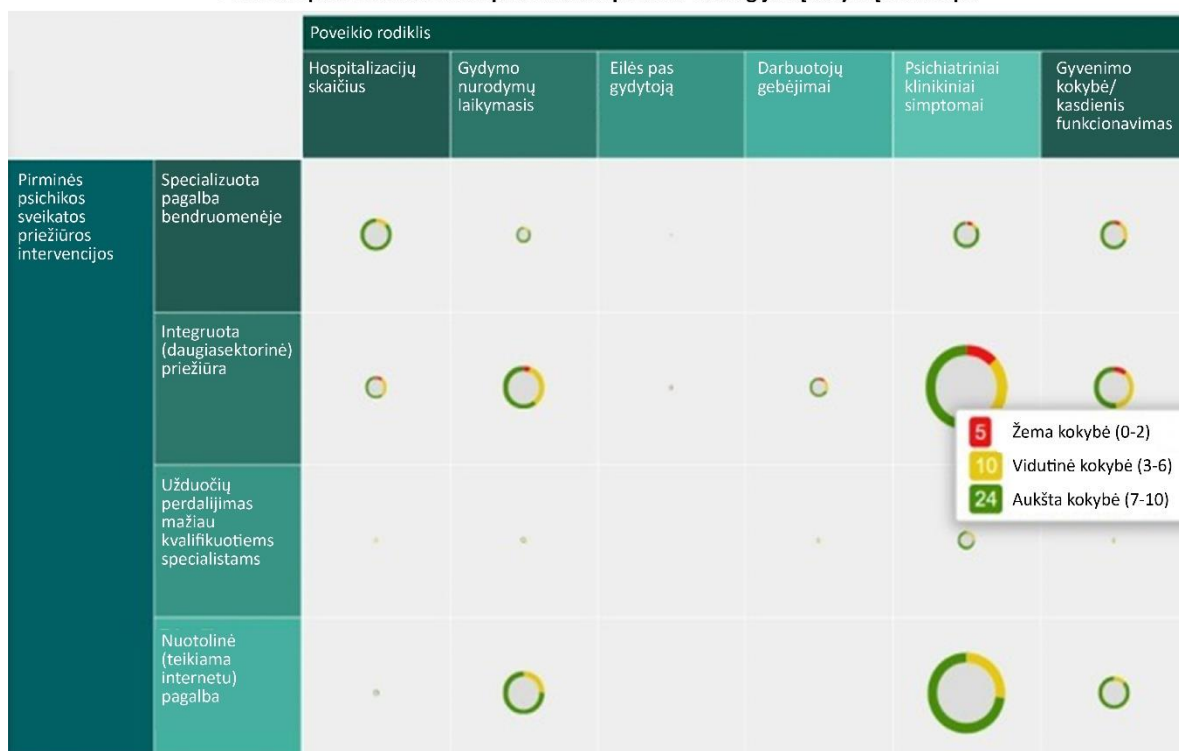 Poveikio rodiklis
Hospitalizacijų
skaičius
Gydymo
nurodymų
laikymasis
Eilės pas
gydytoją
Darbuotojų
gebėjimai
Psichiatriniai
klinikiniai
simptomai
Gyvenimo
kokybė/
kasdienis
funkcionavimas
Pirminės
psichikos
sveikatos
priežiūros
intervencijos
Specializuota
pagalba
bendruomenėje
Integruota
(daugiasektorinė)
priežiūra
5 Žema kokybė (0-2)
10 Vidutinė kokybė (3-6)
24 Aukšta kokybė (7-10)
Užduočių
perdalijimas
mažiau
kvalifikuotiems
specialistams
Nuotolinė
(teikiama
internetu)
pagalba